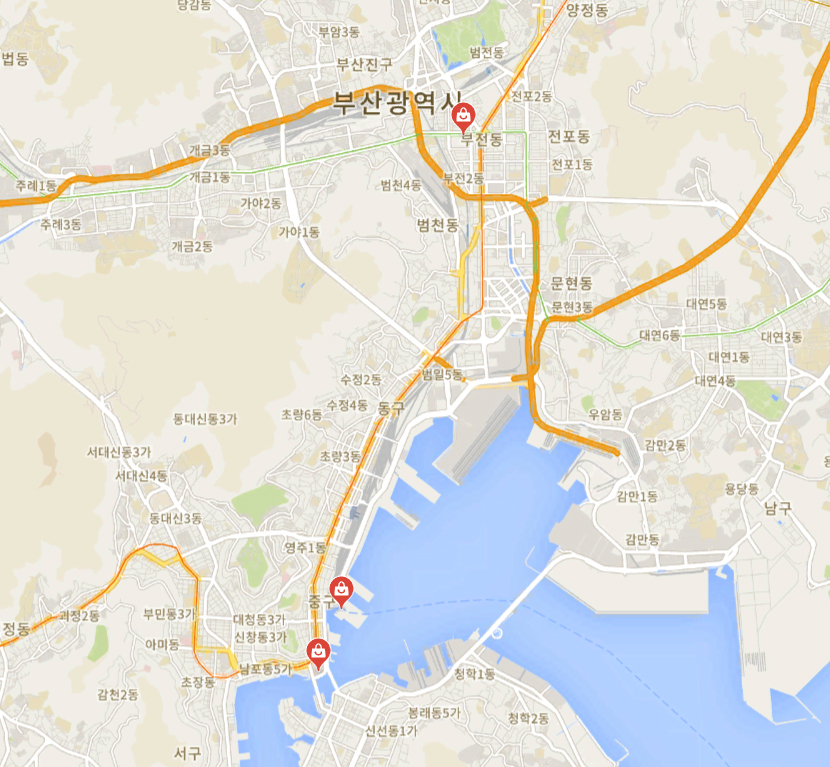 당감동
양정동
부암3동
범전동
법동
부산진구
부산광역시
전포2동
부전동
전포동
개금3동
전포1동
개금1동
부전2동
주례1동
범천4동
가야2동
주례3동
범천동
가야1동
개금2동
문현동
대연5동
문현3동
대연6동
대연3동
대연1동
범일5동
수정2동
대연4동
수정4동
동구
동대신동3가
초량6동
우암동
서대신동3가
감만2동
초량3동
서대신4동
용당동
감만1동
남구
동대신3동
감만동
영주1동
중구
부민동3가
괴정2동
대청동3가
정동
신창동3가
아미동
남포동5가
청학1동
초장동
감천2동
봉래동5가
청학2동
신선동1가
서구